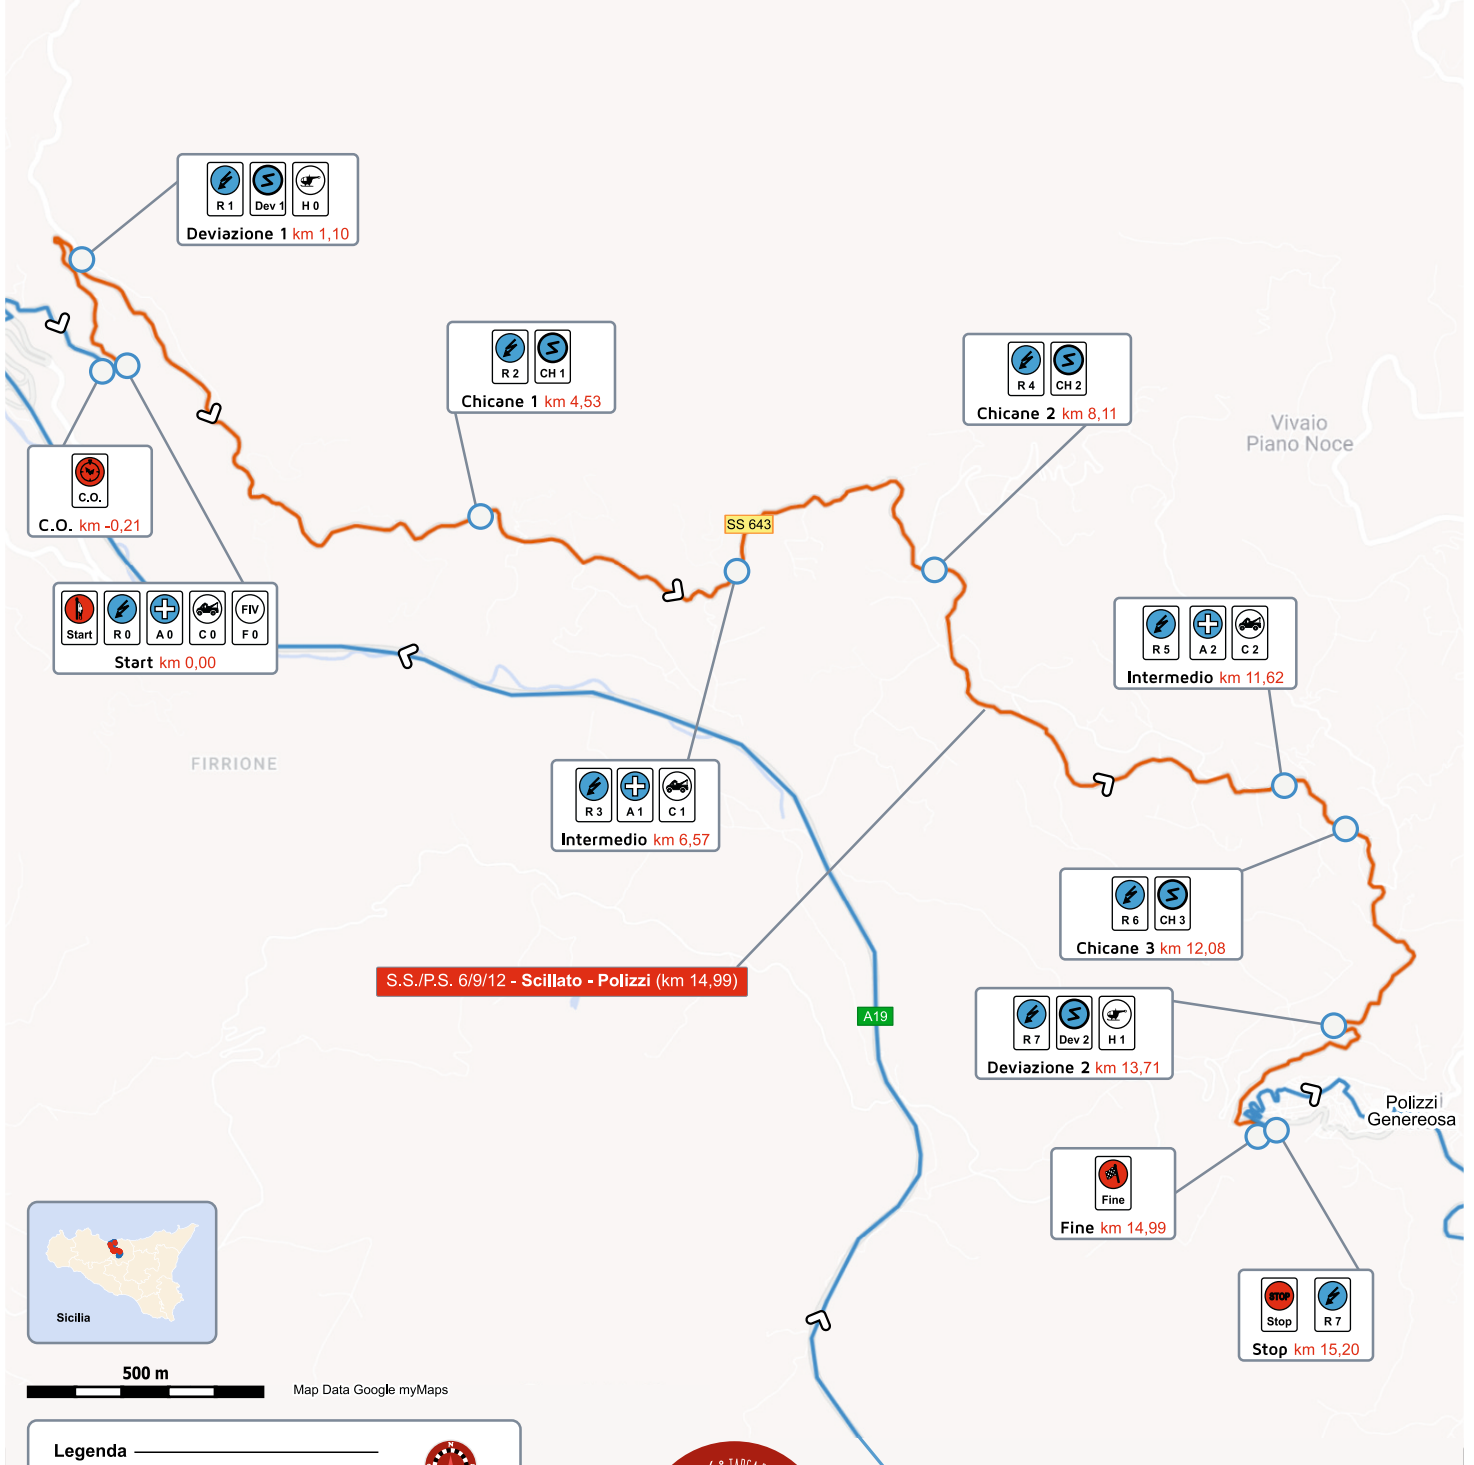 R 1 Dev 1 H 0
Deviazione 1 km 1,10
R 2 CH 1
Chicane 1 km 4,53
R 4 CH 2
Chicane 2 km 8,11
Vivaio
Piano Noce
C.O.
C.O. km -0,21
SS 643
FIV
Start R 0 A 0 C 0 F 0
Start km 0,00
R 5 A 2 C 2
Intermedio km 11,62
FIRRIONE
R 3 A 1 C 1
Intermedio km 6,57
R 6 CH 3
Chicane 3 km 12,08
S.S./P.S. 6/9/12 - Scillato - Polizzi (km 14,99)
A19
R 7 Dev 2 H 1
Deviazione 2 km 13,71
Polizzi
Genereosa
Fine
Fine km 14,99
STOP
Stop R 7
Stop km 15,20
Sicilia
500 m
Map Data Google myMaps
Legenda
N